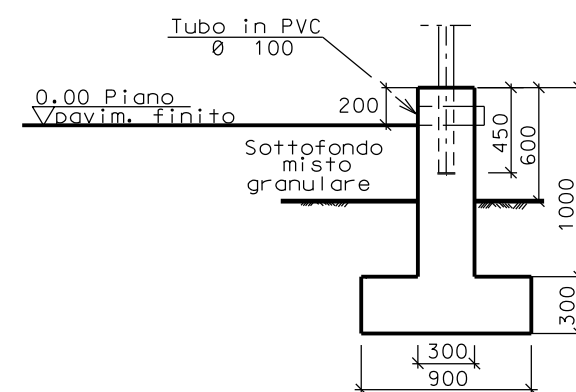 Tubo in PVC
Ø 100
0.00 Piano
pavim. finito
200
Sottofondo
misto
granulare
450
600
1000
300
300
900